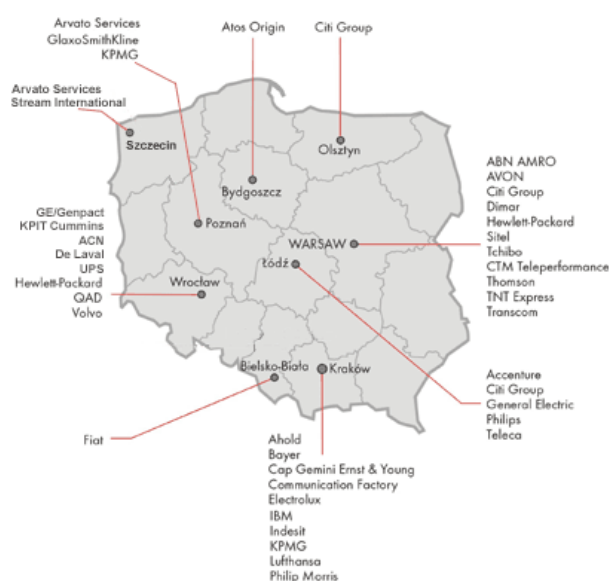 Arvato Services
GlaxoSmithKline
KPMG
Atos Origin
Citi Group
Arvato Services
Stream International
Szczecin
Olsztyn
Bydgoszcz
Poznań
WARSAW
Łódź
Wrocław
Bielsko-Biała
Kraków
ABN AMRO
AVON
Citi Group
Dimar
Hewlett-Packard
Sitel
Tchibo
CTM Teleperformance
Thomson
TNT Express
Transcom
GE/Genpact
KPIT Cummins
ACN
De Laval
UPS
Hewlett-Packard
QAD
Volvo
Accenture
Citi Group
General Electric
Philips
Teleca
Fiat
Ahold
Bayer
Cap Gemini Ernst & Young
Communication Factory
Electrolux
IBM
Indesit
KPMG
Lufthansa
Philip Morris